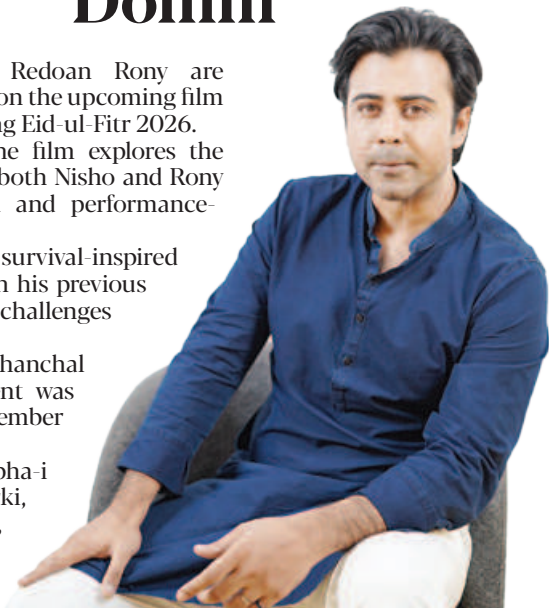 Redoan Rony are
on the upcoming film
g Eid-ul-Fitr 2026.
e film explores the
both Nisho and Rony
and performance-
survival-inspired
his previous
challenges
hanchal
nt was
ember
pha-i
ki,